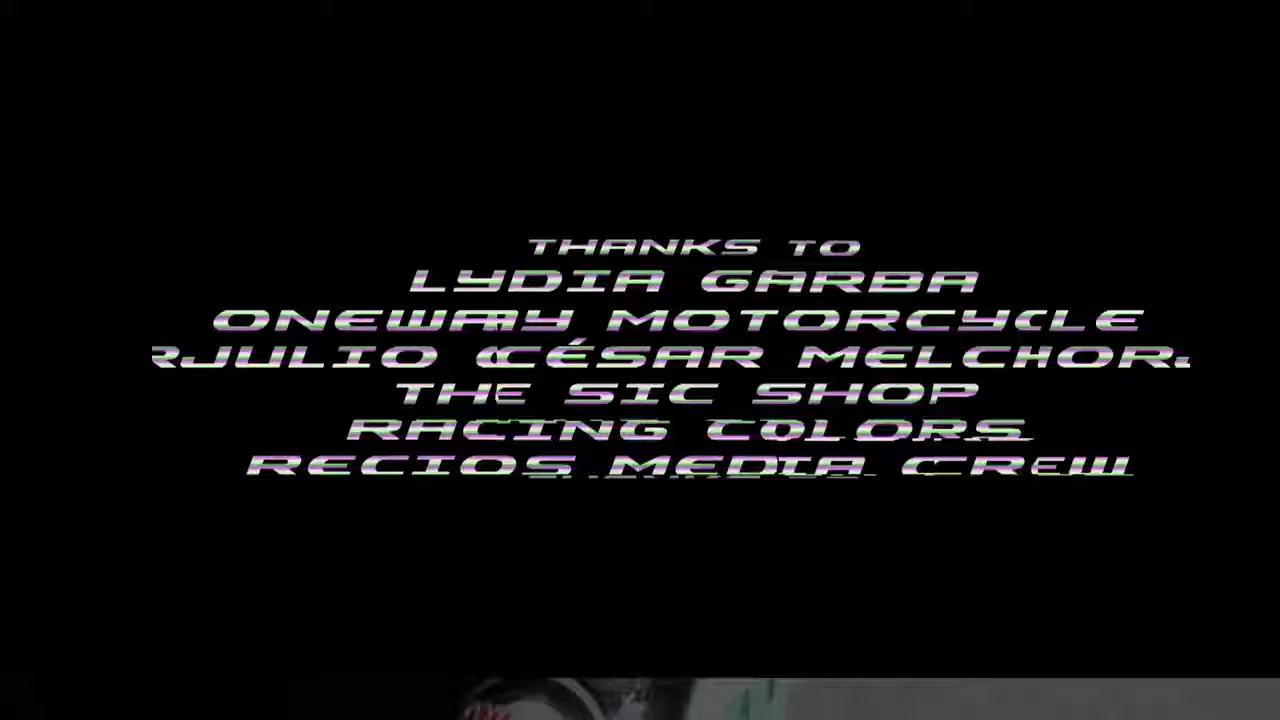 THANKS TO
LYDIA GARBA
ONEWAY MOTORCYCLE
JULIO CÉSAR MELCHOR
THE SIC SHOP
RACING COLORS
RECIOS MEDIA CREW